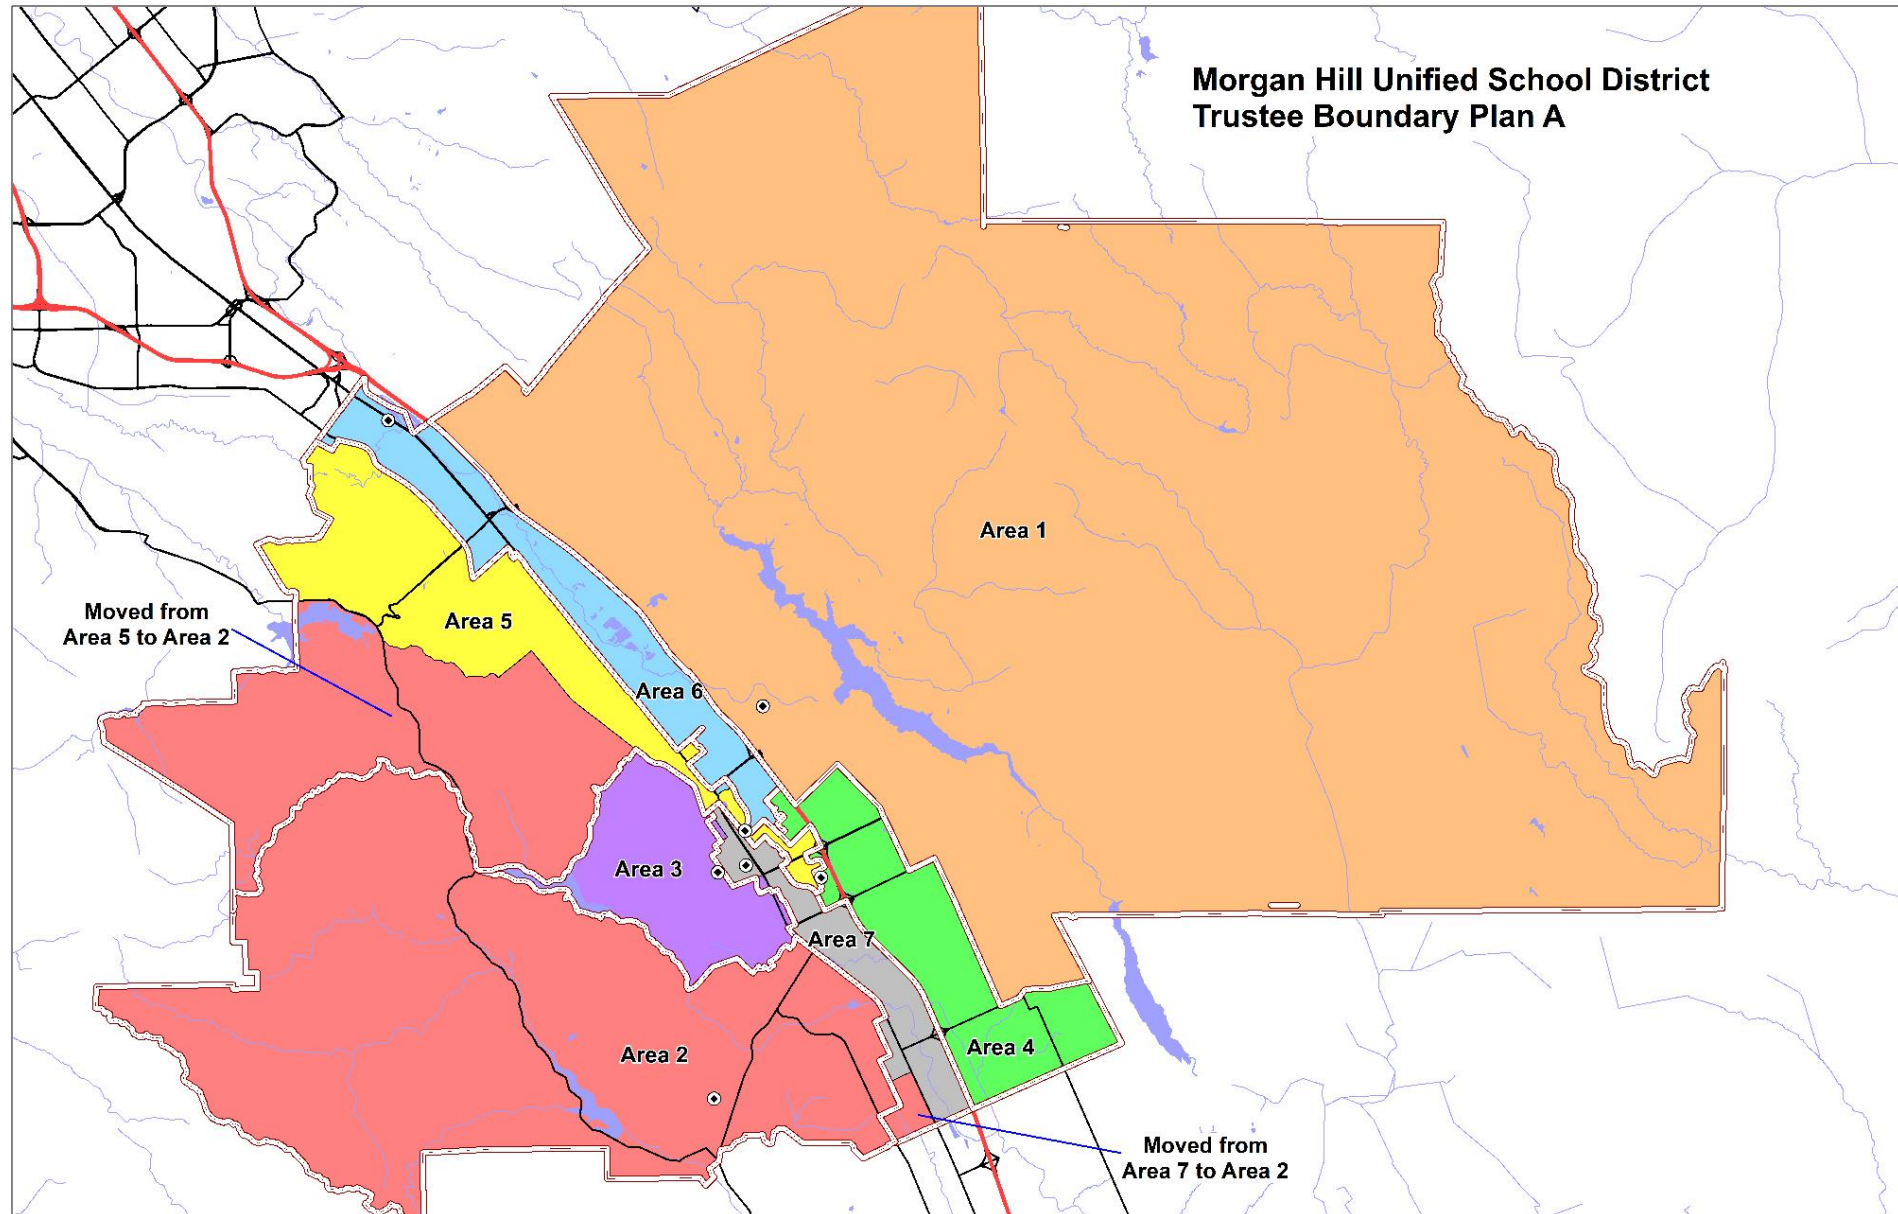 Morgan Hill Unified School District
Trustee Boundary Plan A
Area 1
Moved from
Area 5 to Area 2
Area 5
Area 6
Area 3
Area 7
Area 2
Area 4
Moved from
Area 7 to Area 2